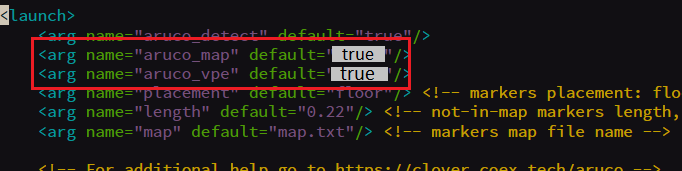 <launch>
<arg name="aruco_detect" default="true"/>
<arg name="aruco_map" default=" true "/>
<arg name="aruco_vpe" default=" true "/>
<arg name="placement" default="floor"/> <!-- markers placement: flo
<arg name="length" default="0.22"/> <!-- not-in-map markers length,
<arg name="map" default="map.txt"/> <!-- markers map file name -->
<!-- For additional help go to https://clover.coex.tech/aruco -->